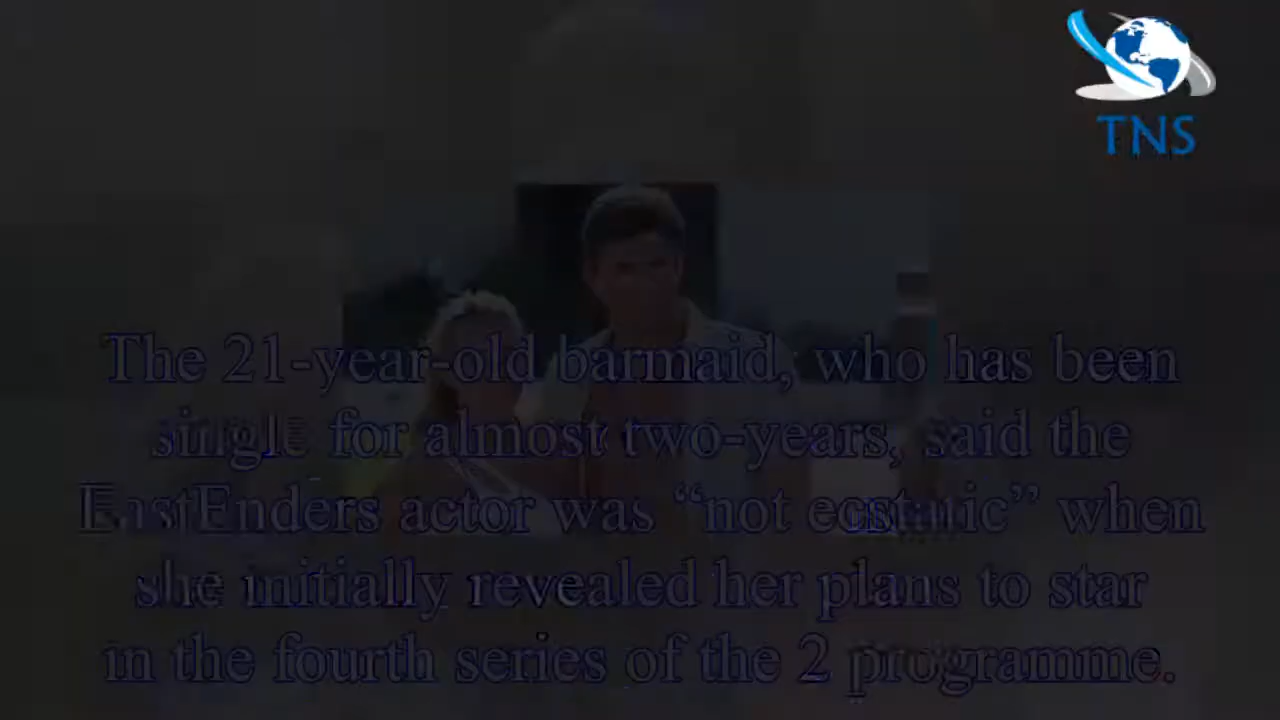 TNS
The 21-year-old barmaid, who has been
single for almost two-years, said the
EastEnders actor was “not ecstatic” when
she initially revealed her plans to star
in the fourth series of the 2 programme.